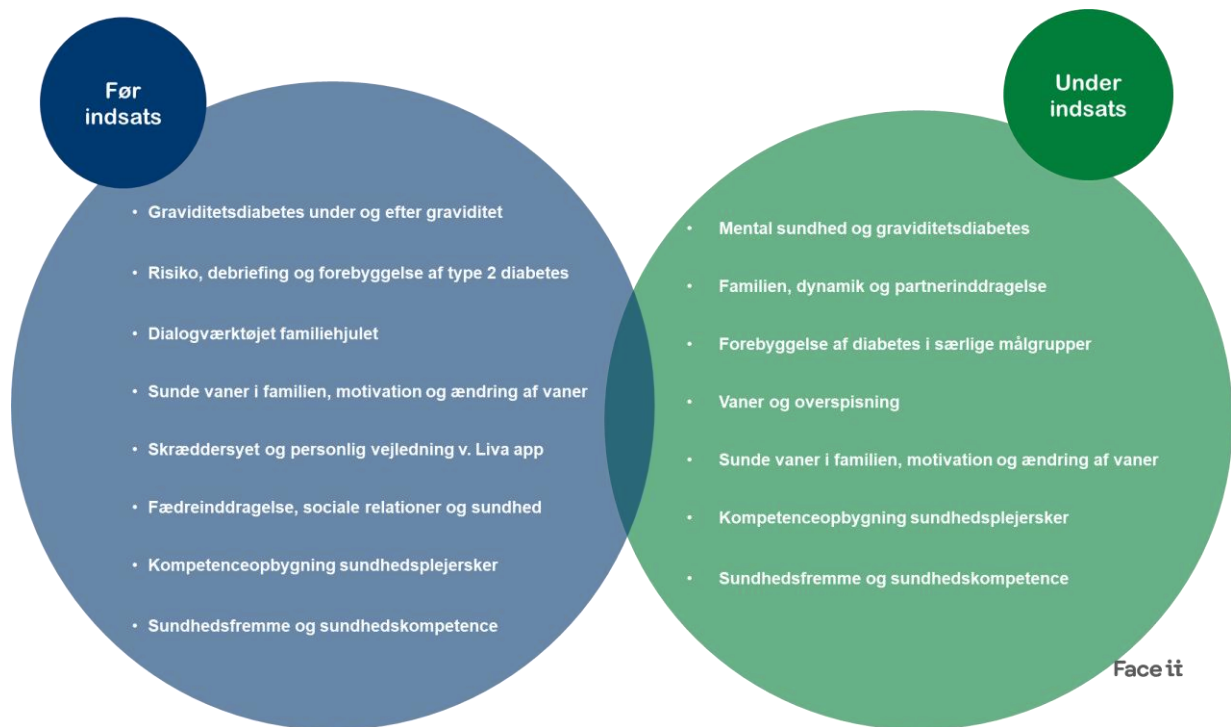 Før
indsats
• Graviditetsdiabetes under og efter graviditet
• Risiko, debriefing og forebyggelse af type 2 diabetes
• Dialogværktøjet familiehjulet
• Sunde vaner i familien, motivation og ændring af vaner
• Skræddersyet og personlig vejledning v. Liva app
• Fædreinddragelse, sociale relationer og sundhed
• Kompetenceopbygning sundhedsplejersker
• Sundhedsfremme og sundhedskompetence
Under
indsats
• Mental sundhed og graviditetsdiabetes
• Familien, dynamik og partnerinddragelse
• Forebyggelse af diabetes i særlige målgrupper
• Vaner og overspisning
• Sunde vaner i familien, motivation og ændring af vaner
• Kompetenceopbygning sundhedsplejersker
• Sundhedsfremme og sundhedskompetence
Face it